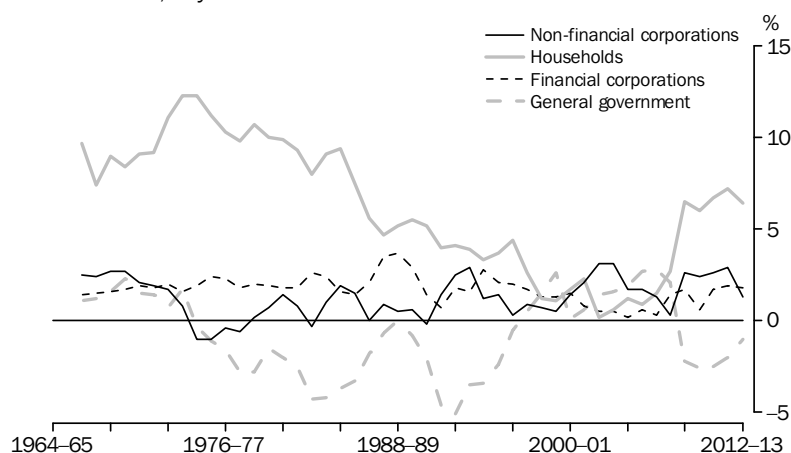 %
Non-financial corporations
Households
Financial corporations
General government
15
10
5
0
–5
1964–65
1976–77
1988–89
2000–01
2012–13